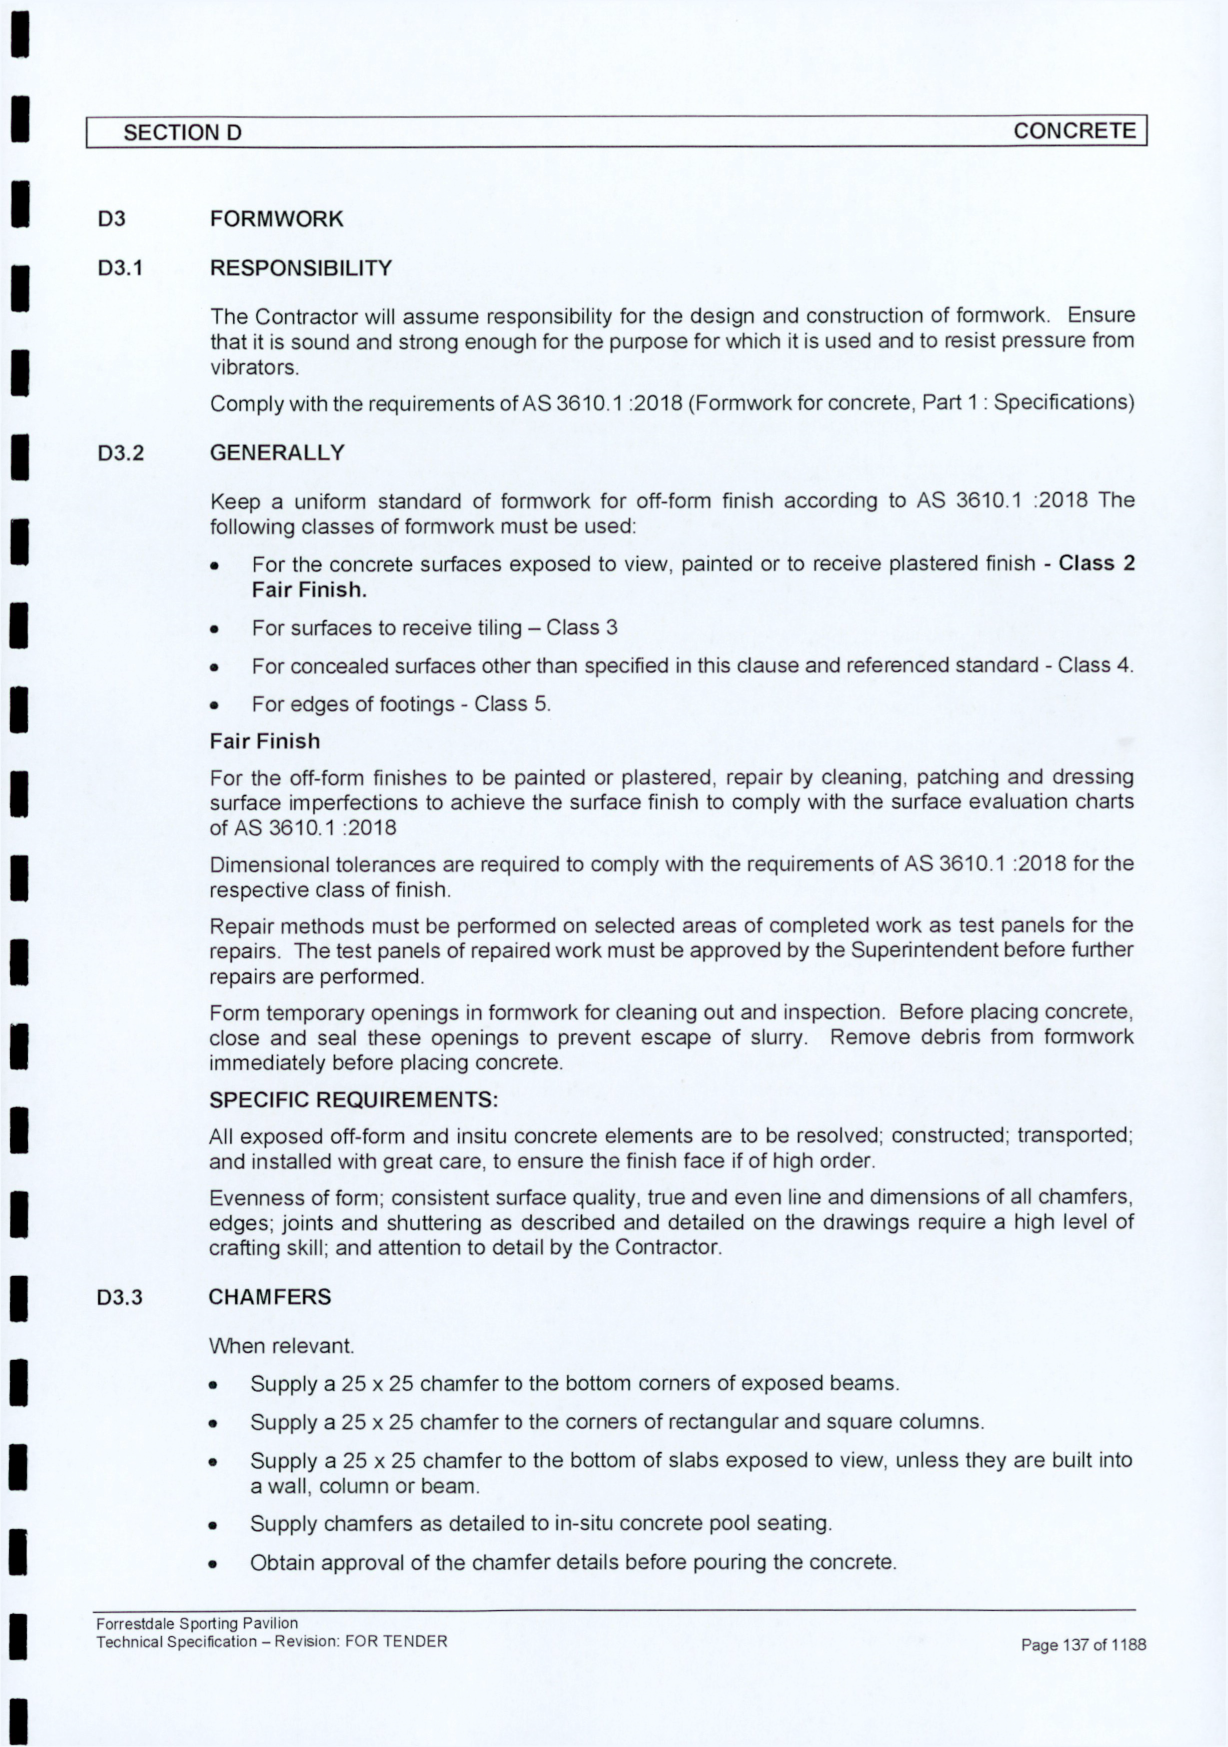 SECTION D CONCRETE
D3 FORMWORK
D3.1 RESPONSIBILITY
The Contractor will assume responsibility for the design and construction of formwork. Ensure
that it is sound and strong enough for the purpose for which it is used and to resist pressure from
vibrators.
Comply with the requirements of AS 3610.1 :2018 (Formwork for concrete, Part 1 : Specifications)
D3.2 GENERALLY
Keep a uniform standard of formwork for off-form finish according to AS 3610.1 :2018 The
following classes of formwork must be used:
• For the concrete surfaces exposed to view, painted or to receive plastered finish - Class 2
Fair Finish.
• For surfaces to receive tiling – Class 3
• For concealed surfaces other than specified in this clause and referenced standard - Class 4.
• For edges of footings - Class 5.
Fair Finish
For the off-form finishes to be painted or plastered, repair by cleaning, patching and dressing
surface imperfections to achieve the surface finish to comply with the surface evaluation charts
of AS 3610.1 :2018
Dimensional tolerances are required to comply with the requirements of AS 3610.1 :2018 for the
respective class of finish.
Repair methods must be performed on selected areas of completed work as test panels for the
repairs. The test panels of repaired work must be approved by the Superintendent before further
repairs are performed.
Form temporary openings in formwork for cleaning out and inspection. Before placing concrete,
close and seal these openings to prevent escape of slurry. Remove debris from formwork
immediately before placing concrete.
SPECIFIC REQUIREMENTS:
All exposed off-form and insitu concrete elements are to be resolved; constructed; transported;
and installed with great care, to ensure the finish face if of high order.
Evenness of form; consistent surface quality, true and even line and dimensions of all chamfers,
edges; joints and shuttering as described and detailed on the drawings require a high level of
crafting skill; and attention to detail by the Contractor.
D3.3 CHAMFERS
When relevant.
• Supply a 25 x 25 chamfer to the bottom corners of exposed beams.
• Supply a 25 x 25 chamfer to the corners of rectangular and square columns.
• Supply a 25 x 25 chamfer to the bottom of slabs exposed to view, unless they are built into
a wall, column or beam.
• Supply chamfers as detailed to in-situ concrete pool seating.
• Obtain approval of the chamfer details before pouring the concrete.
Forrestdale Sporting Pavilion
Technical Specification – Revision: FOR TENDER Page 137 of 1188